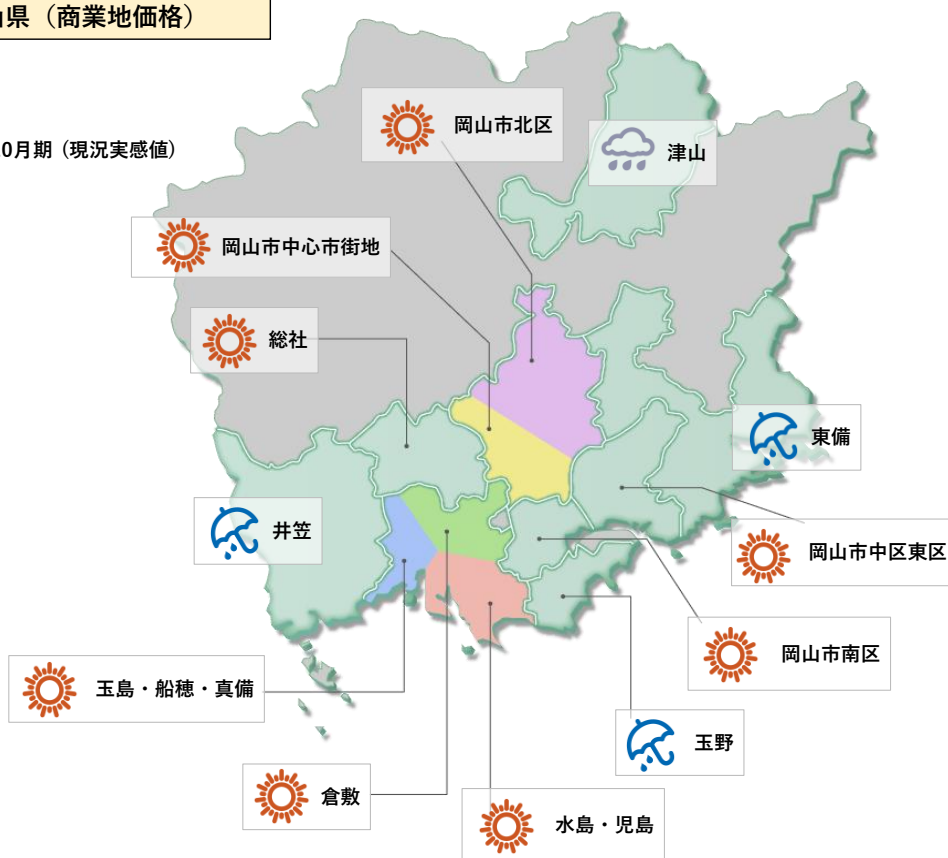 山県（商業地価格）
0月期（現況実感値）
岡山市北区
津山
岡山市中心市街地
総社
東備
井笠
岡山市中区東区
岡山市南区
玉島・船穂・真備
玉野
倉敷
水島・児島